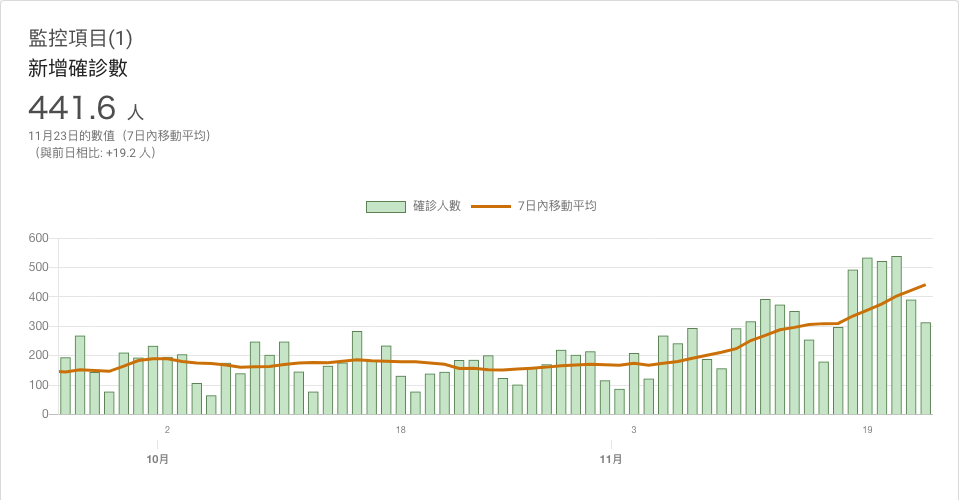 監控項目(1)
新增確診數
441.6 人
11月23日的數值（7日內移動平均）
（與前日相比: +19.2 人）
確診人數 7日內移動平均
600
500
400
300
200
100
0
2 18 3 19
10月 11月